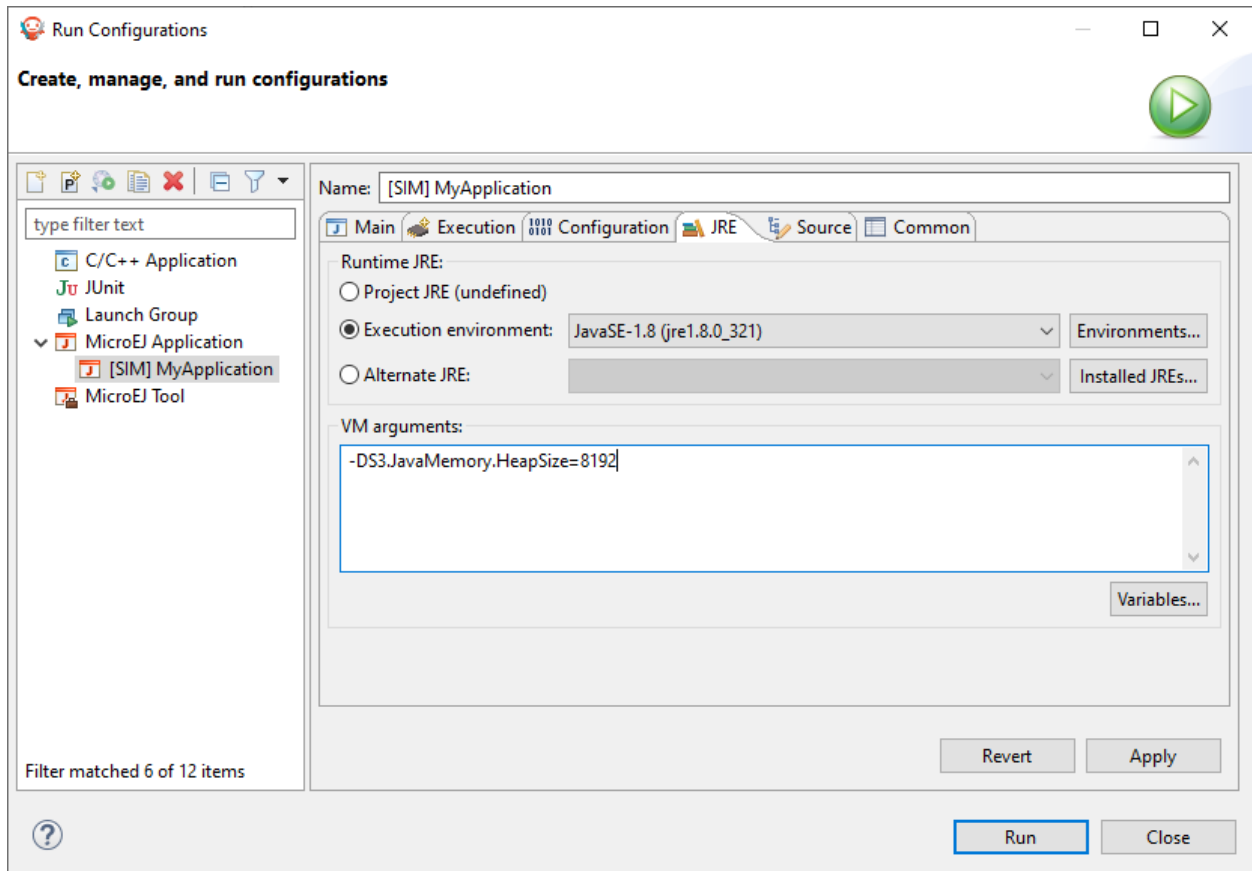 Run Configurations
Create, manage, and run configurations
Name: [SIM] MyApplication
type filter text
C/C++ Application
JUnit
Launch Group
MicroEJ Application
[SIM] MyApplication
MicroEJ Tool
Filter matched 6 of 12 items
Main Execution Configuration JRE Source Common
Runtime JRE:
Project JRE (undefined)
Execution environment: JavaSE-1.8 (jre1.8.0_321) Environments...
Alternate JRE: Installed JREs...
VM arguments:
-DS3.JavaMemory.HeapSize=8192
Variables...
Revert Apply
Run Close